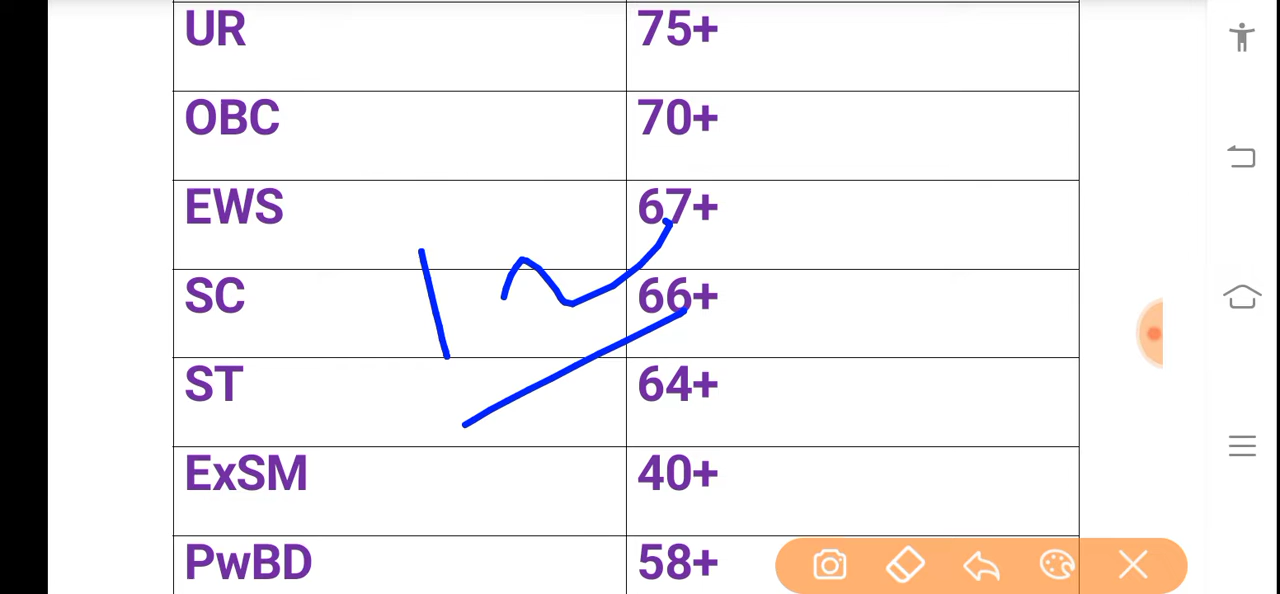 UR 75+
OBC 70+
EWS 67+
SC 66+
ST 64+
ExSM 40+
PwBD 58+